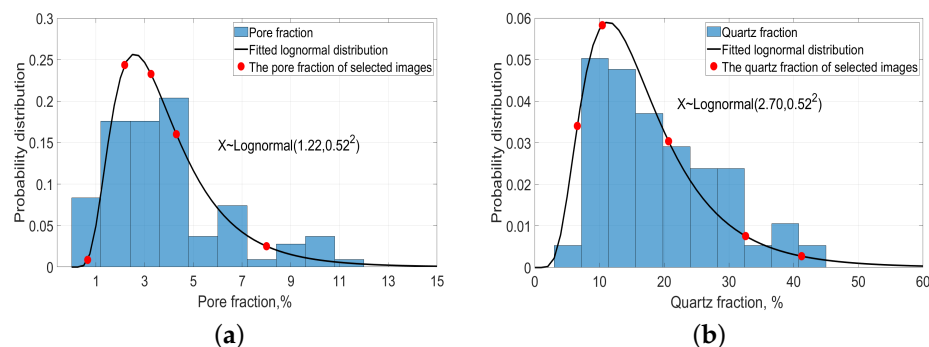 0.3
0.25
0.2
0.15
0.1
0.05
0
Probability distribution
Pore fraction
Fitted lognormal distribution
The pore fraction of selected images
X~Lognormal(1.22,0.52²)
1 3 5 7 9 11 13 15
Pore fraction,%
(a)
0.06
0.05
0.04
0.03
0.02
0.01
0
Probability distribution
Quartz fraction
Fitted lognormal distribution
The quartz fraction of selected images
X~Lognormal(2.70,0.52²)
0 10 20 30 40 50 60
Quartz fraction, %
(b)